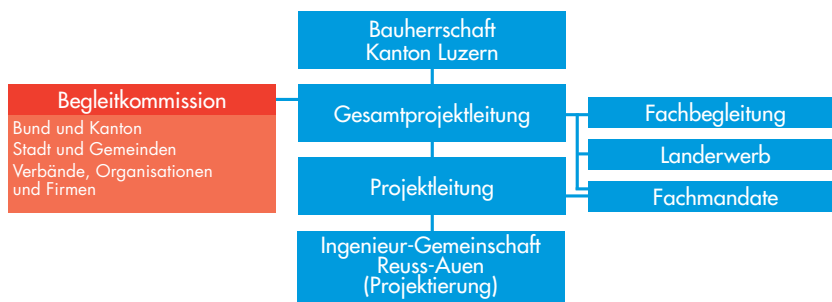 Bauherrschaft
Kanton Luzern
Begleitkommission
Bund und Kanton
Stadt und Gemeinden
Verbände, Organisationen
und Firmen
Gesamtprojektleitung
Fachbegleitung
Landerwerb
Projektleitung
Fachmandate
Ingenieur-Gemeinschaft
Reuss-Auen
(Projektierung)